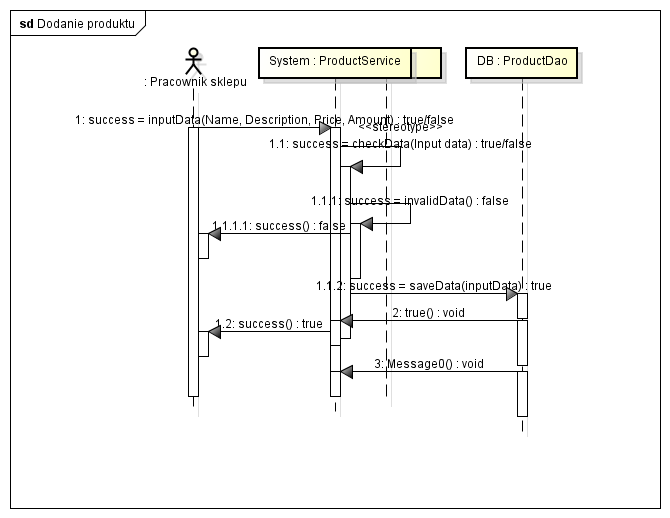 sd Dodanie produktu
System : ProductService
DB : ProductDao
: Pracownik sklepu
1: success = inputData(Name, Description, Price, Amount) : true/false
<<stereotype>>
1.1: success = checkData(Input data) : true/false
1.1.1: success = invalidData() : false
1.1.1.1: success() : false
1.1.2: success = saveData(inputData) : true
2: true() : void
1.2: success() : true
3: Message0() : void